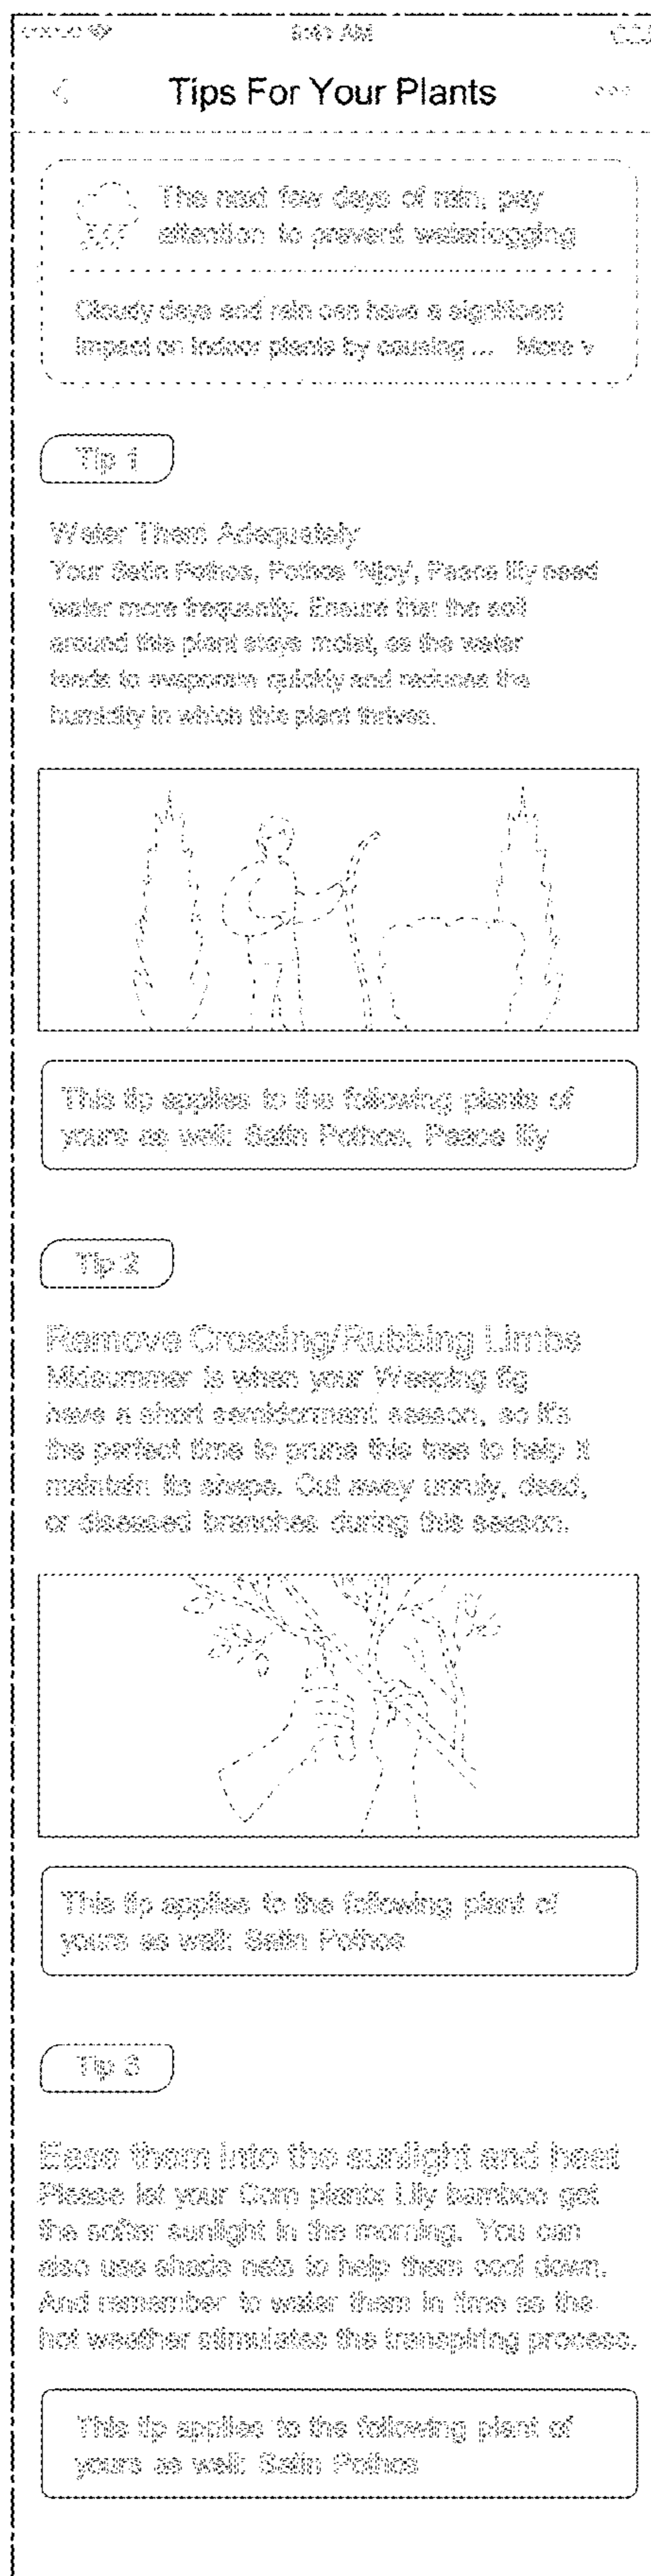 9:41 AM
Tips For Your Plants
The next few days of rain, pay
attention to prevent waterlogging
Cloudy days and rain can have a significant
impact on indoor plants by causing ... More v
Tip 1
Water Them Adequately
Your Satin Pothos, Pothos 'Njoy', Peace lily need
water more frequently. Ensure that the soil
around this plant stays moist, as the water
tends to evaporate quickly and reduces the
humidity in which this plant thrives.
This tip applies to the following plants of
yours as well: Satin Pothos, Peace lily
Tip 2
Remove Crossing/Rubbing Limbs
Midsummer is when your Weeping fig
have a short semidormant season, so it's
the perfect time to prune this tree to help it
maintain its shape. Cut away unruly, dead,
or diseased branches during this season.
This tip applies to the following plant of
yours as well: Satin Pothos
Tip 3
Ease them into the sunlight and heat
Please let your Corn plants Lily bamboo get
the softer sunlight in the morning. You can
also use shade nets to help them cool down.
And remember to water them in time as the
hot weather stimulates the transpiring process.
This tip applies to the following plant of
yours as well: Satin Pothos